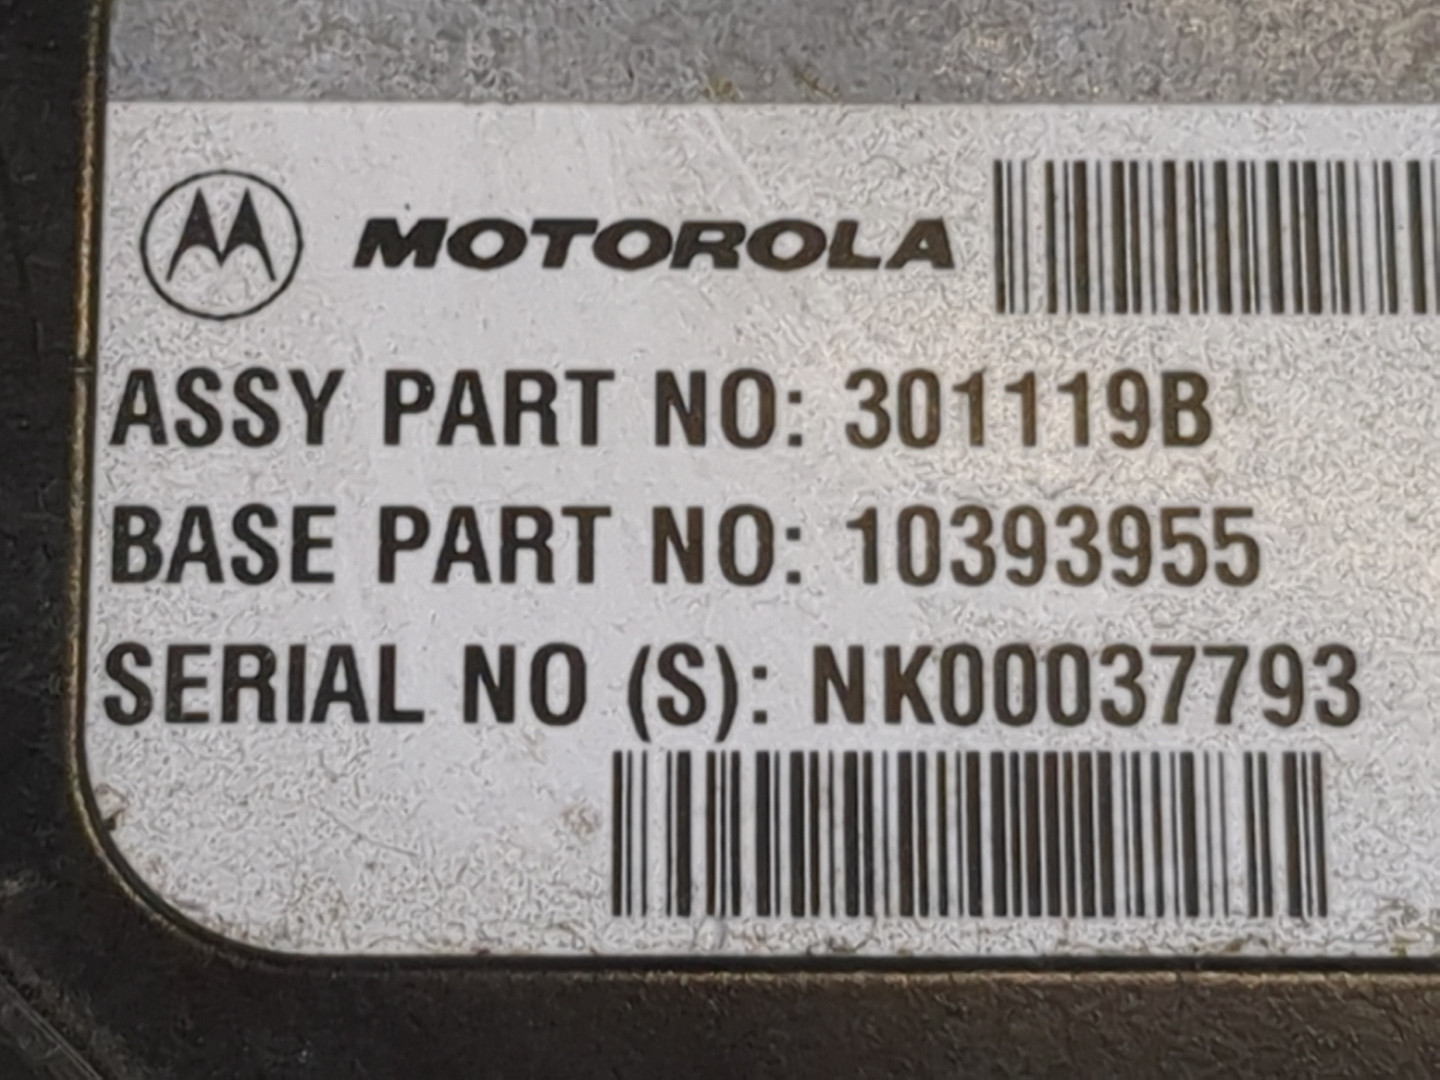 MOTOROLA
ASSY PART NO: 301119B
BASE PART NO: 10393955
SERIAL NO (S): NK00037793